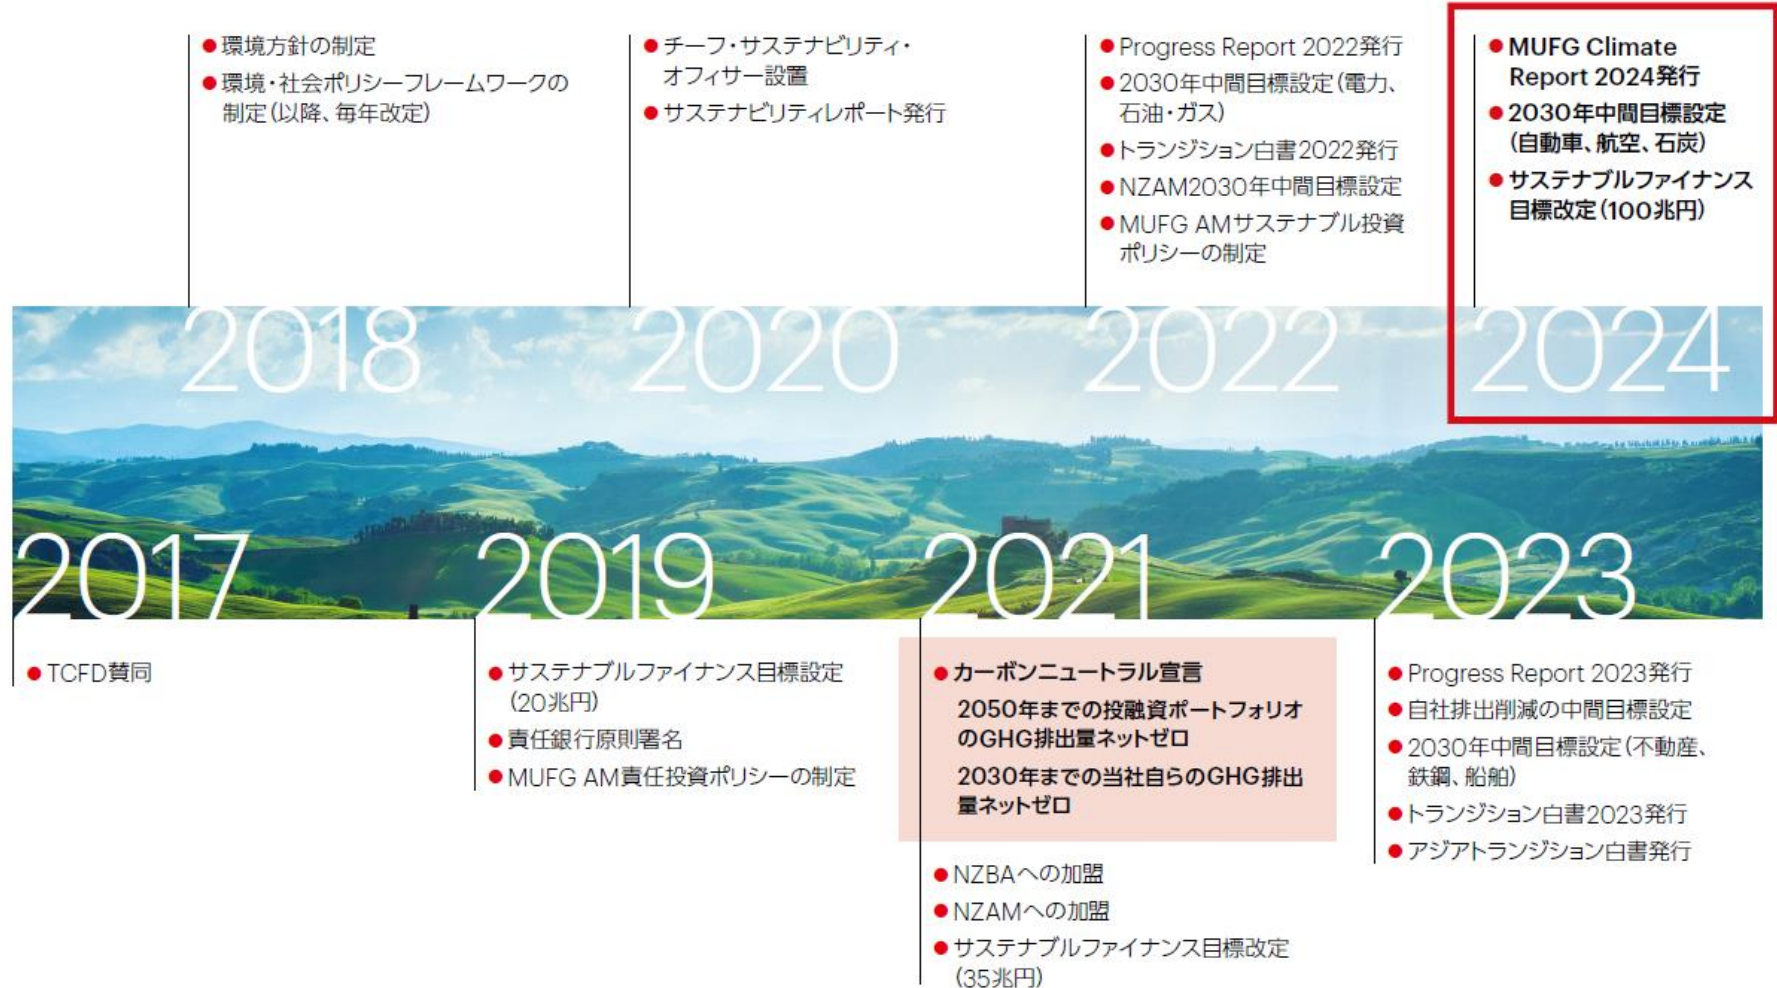 ●環境方針の制定
●環境・社会ポリシーフレームワークの
制定（以降、毎年改定）
●チーフ・サステナビリティ・
オフィサー設置
●サステナビリティレポート発行
●Progress Report 2022発行
●2030年中間目標設定（電力、
石油・ガス）
●トランジション白書2022発行
●NZAM2030年中間目標設定
●MUFG AMサステナブル投資
ポリシーの制定
●MUFG Climate
Report 2024発行
●2030年中間目標設定
（自動車、航空、石炭）
●サステナブルファイナンス
目標改定（100兆円）
2018
2020
2022
2024
2017
2019
2021
2023
●TCFD賛同
●サステナブルファイナンス目標設定
（20兆円）
●責任銀行原則署名
●MUFG AM責任投資ポリシーの制定
●カーボンニュートラル宣言
2050年までの投融資ポートフォリオ
のGHG排出量ネットゼロ
2030年までの当社自らのGHG排出
量ネットゼロ
●NZBAへの加盟
●NZAMへの加盟
●サステナブルファイナンス目標改定
（35兆円）
●Progress Report 2023発行
●自社排出削減の中間目標設定
●2030年中間目標設定（不動産、
鉄鋼、船舶）
●トランジション白書2023発行
●アジアトランジション白書発行